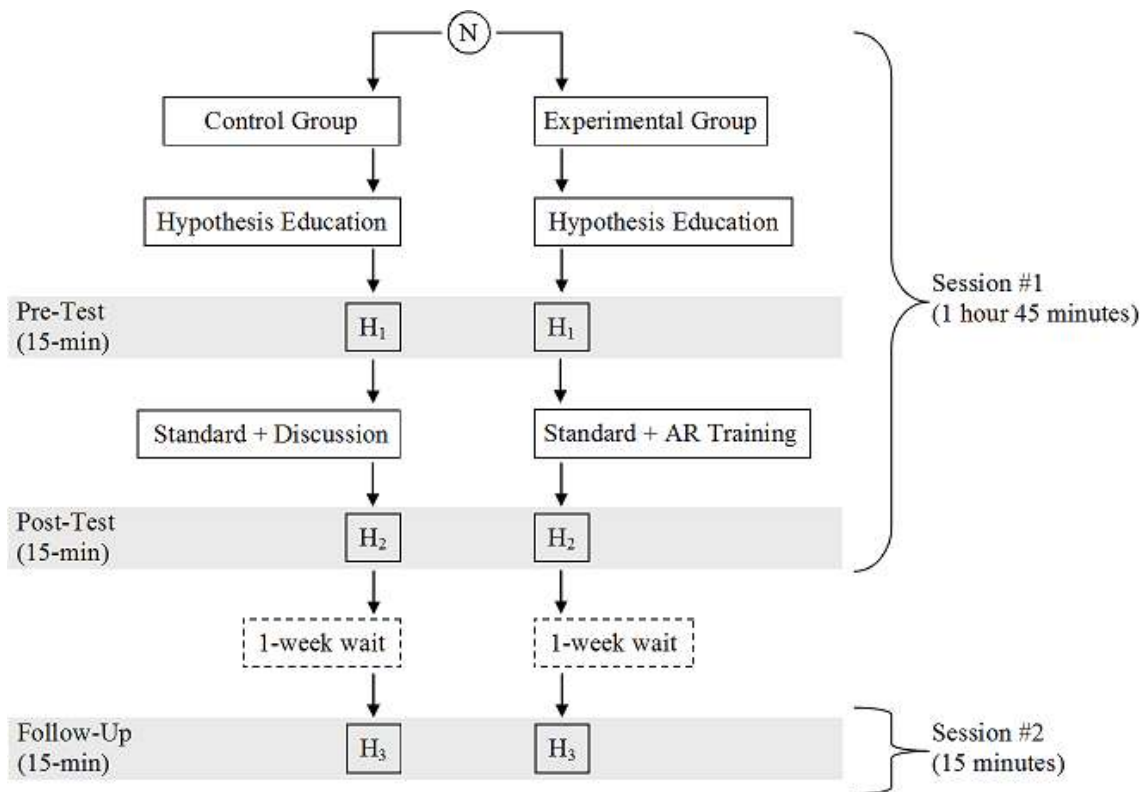 N
Control Group
Experimental Group
Hypothesis Education
Hypothesis Education
Session #1
(1 hour 45 minutes)
Pre-Test
(15-min)
H₁
H₁
Standard + Discussion
Standard + AR Training
Post-Test
(15-min)
H₂
H₂
1-week wait
1-week wait
Follow-Up
(15-min)
H₃
H₃
Session #2
(15 minutes)